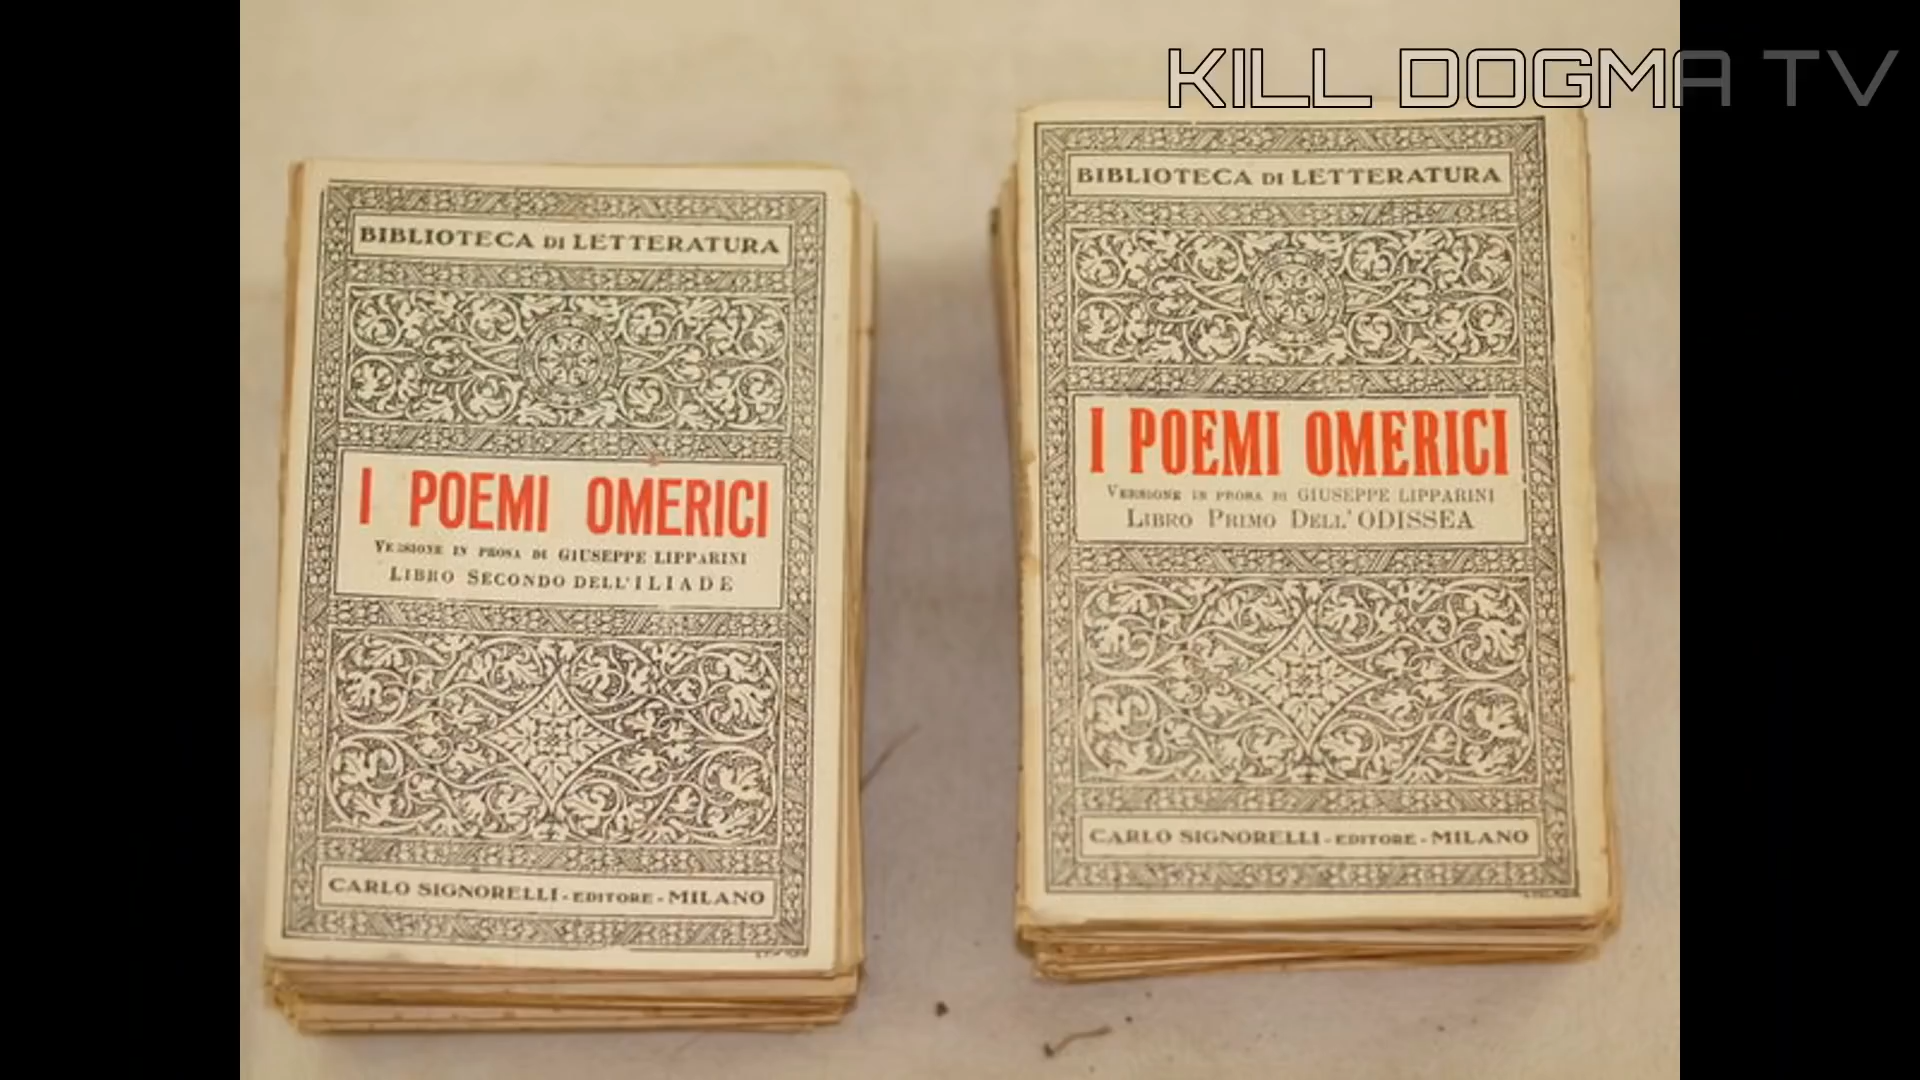 KILL DOGMA TV
BIBLIOTECA DI LETTERATURA
I POEMI OMERICI
VERSIONE IN PROSA DI GIUSEPPE LIPPARINI
LIBRO SECONDO DELL'ILIADE
CARLO SIGNORELLI - EDITORE - MILANO
BIBLIOTECA DI LETTERATURA
I POEMI OMERICI
VERSIONE IN PROSA DI GIUSEPPE LIPPARINI
LIBRO PRIMO DELL'ODISSEA
CARLO SIGNORELLI - EDITORE - MILANO